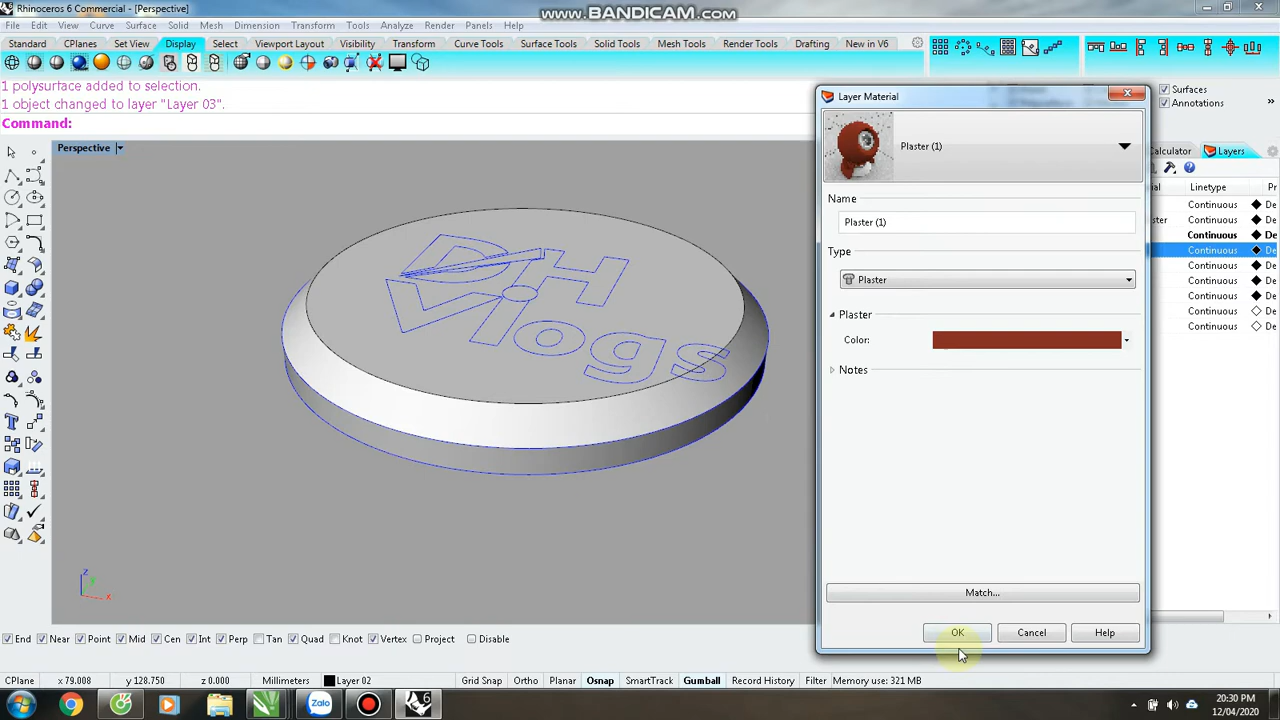 Rhinoceros 6 Commercial - [Perspective]
www.BANDICAM.com
File Edit View Curve Surface Solid Mesh Dimension Transform Tools Analyze Render Panels Help
Standard CPlanes Set View Display Select Viewport Layout Visibility Transform Curve Tools Surface Tools Solid Tools Mesh Tools Render Tools Drafting New in V
1 polysurface added to selection.
1 object changed to layer "Layer 03".
Command:
Surfaces
Annotations
Perspective
Calculator Layers
Linetype
Continuous
Continuous
Continuous
Continuous
Continuous
Continuous
Continuous
Continuous
Continuous
Layer Material
Plaster (1)
Name
Plaster (1)
Type
Plaster
Plaster
Color:
Notes
Match...
OK Cancel Help
DH
Vlogs
z
y
x
End Near Point Mid Cen Int Perp Tan Quad Knot Vertex Project Disable
CPlane x 79.008 y 128.750 z 0.000 Millimeters Layer 02 Grid Snap Ortho Planar Osnap SmartTrack Gumball Record History Filter Memory use: 321 MB
Zalo
6
20:30 PM
12/04/2020